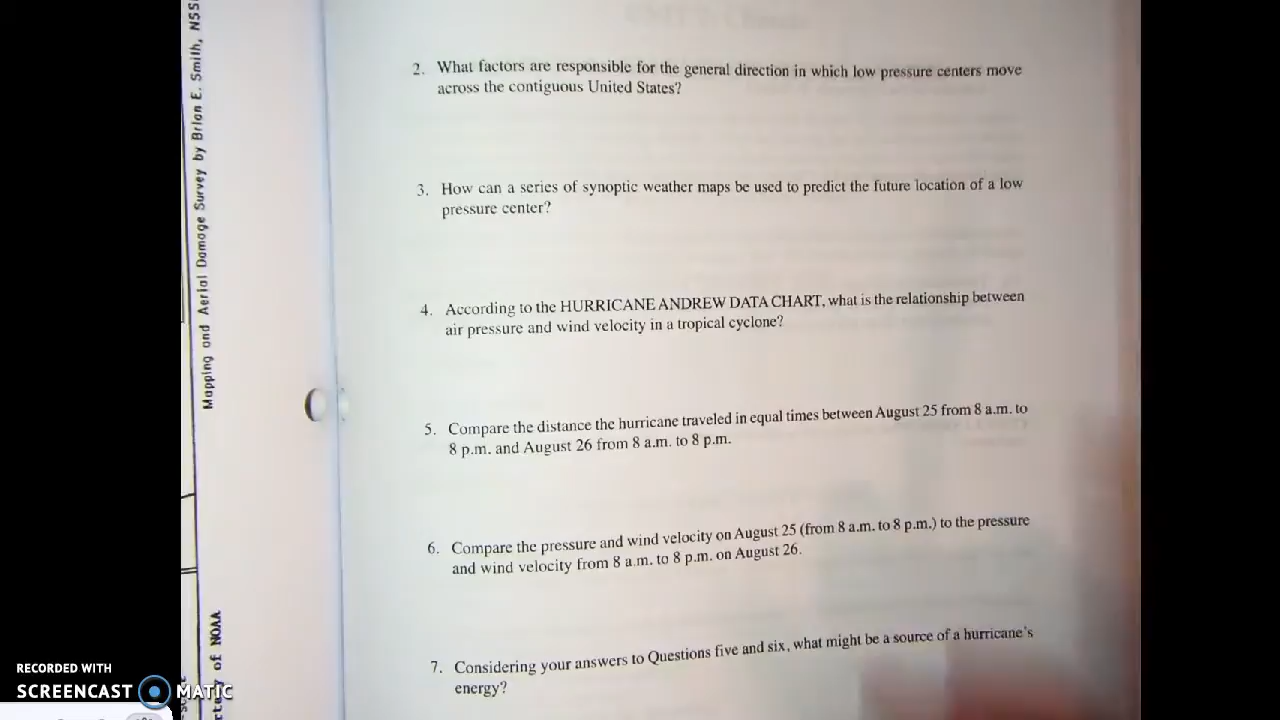 Mapping and Aerial Damage Survey by Brian E. Smith,
of NOAA
2. What factors are responsible for the general direction in which low pressure centers move
across the contiguous United States?
3. How can a series of synoptic weather maps be used to predict the future location of a low
pressure center?
4. According to the HURRICANE ANDREW DATA CHART, what is the relationship between
air pressure and wind velocity in a tropical cyclone?
5. Compare the distance the hurricane traveled in equal times between August 25 from 8 a.m. to
8 p.m. and August 26 from 8 a.m. to 8 p.m.
6. Compare the pressure and wind velocity on August 25 (from 8 a.m. to 8 p.m.) to the pressure
and wind velocity from 8 a.m. to 8 p.m. on August 26.
7. Considering your answers to Questions five and six, what might be a source of a hurricane's
energy?
RECORDED WITH
SCREENCAST MATIC